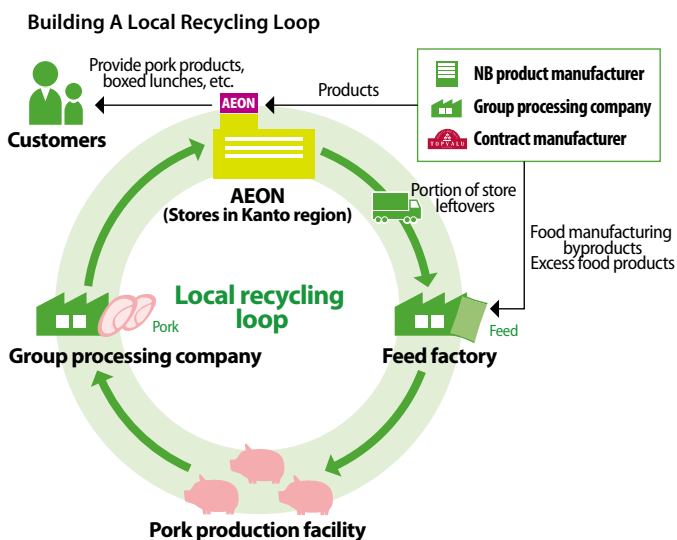 Building A Local Recycling Loop
Provide pork products,
boxed lunches, etc.
Customers
AEON
Products
NB product manufacturer
Group processing company
TOPVALU
Contract manufacturer
AEON
(Stores in Kanto region)
Portion of store
leftovers
Food manufacturing
byproducts
Excess food products
Local recycling
loop
Pork
Group processing company
Feed
Feed factory
Pork production facility